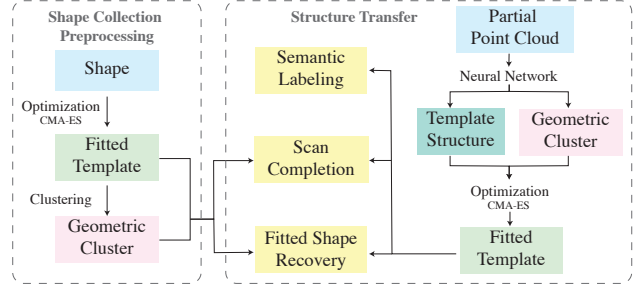 Shape Collection
Preprocessing
Shape
Optimization
CMA-ES
Fitted
Template
Clustering
Geometric
Cluster
Structure Transfer
Semantic
Labeling
Scan
Completion
Fitted Shape
Recovery
Partial
Point Cloud
Neural Network
Template
Structure
Geometric
Cluster
Optimization
CMA-ES
Fitted
Template